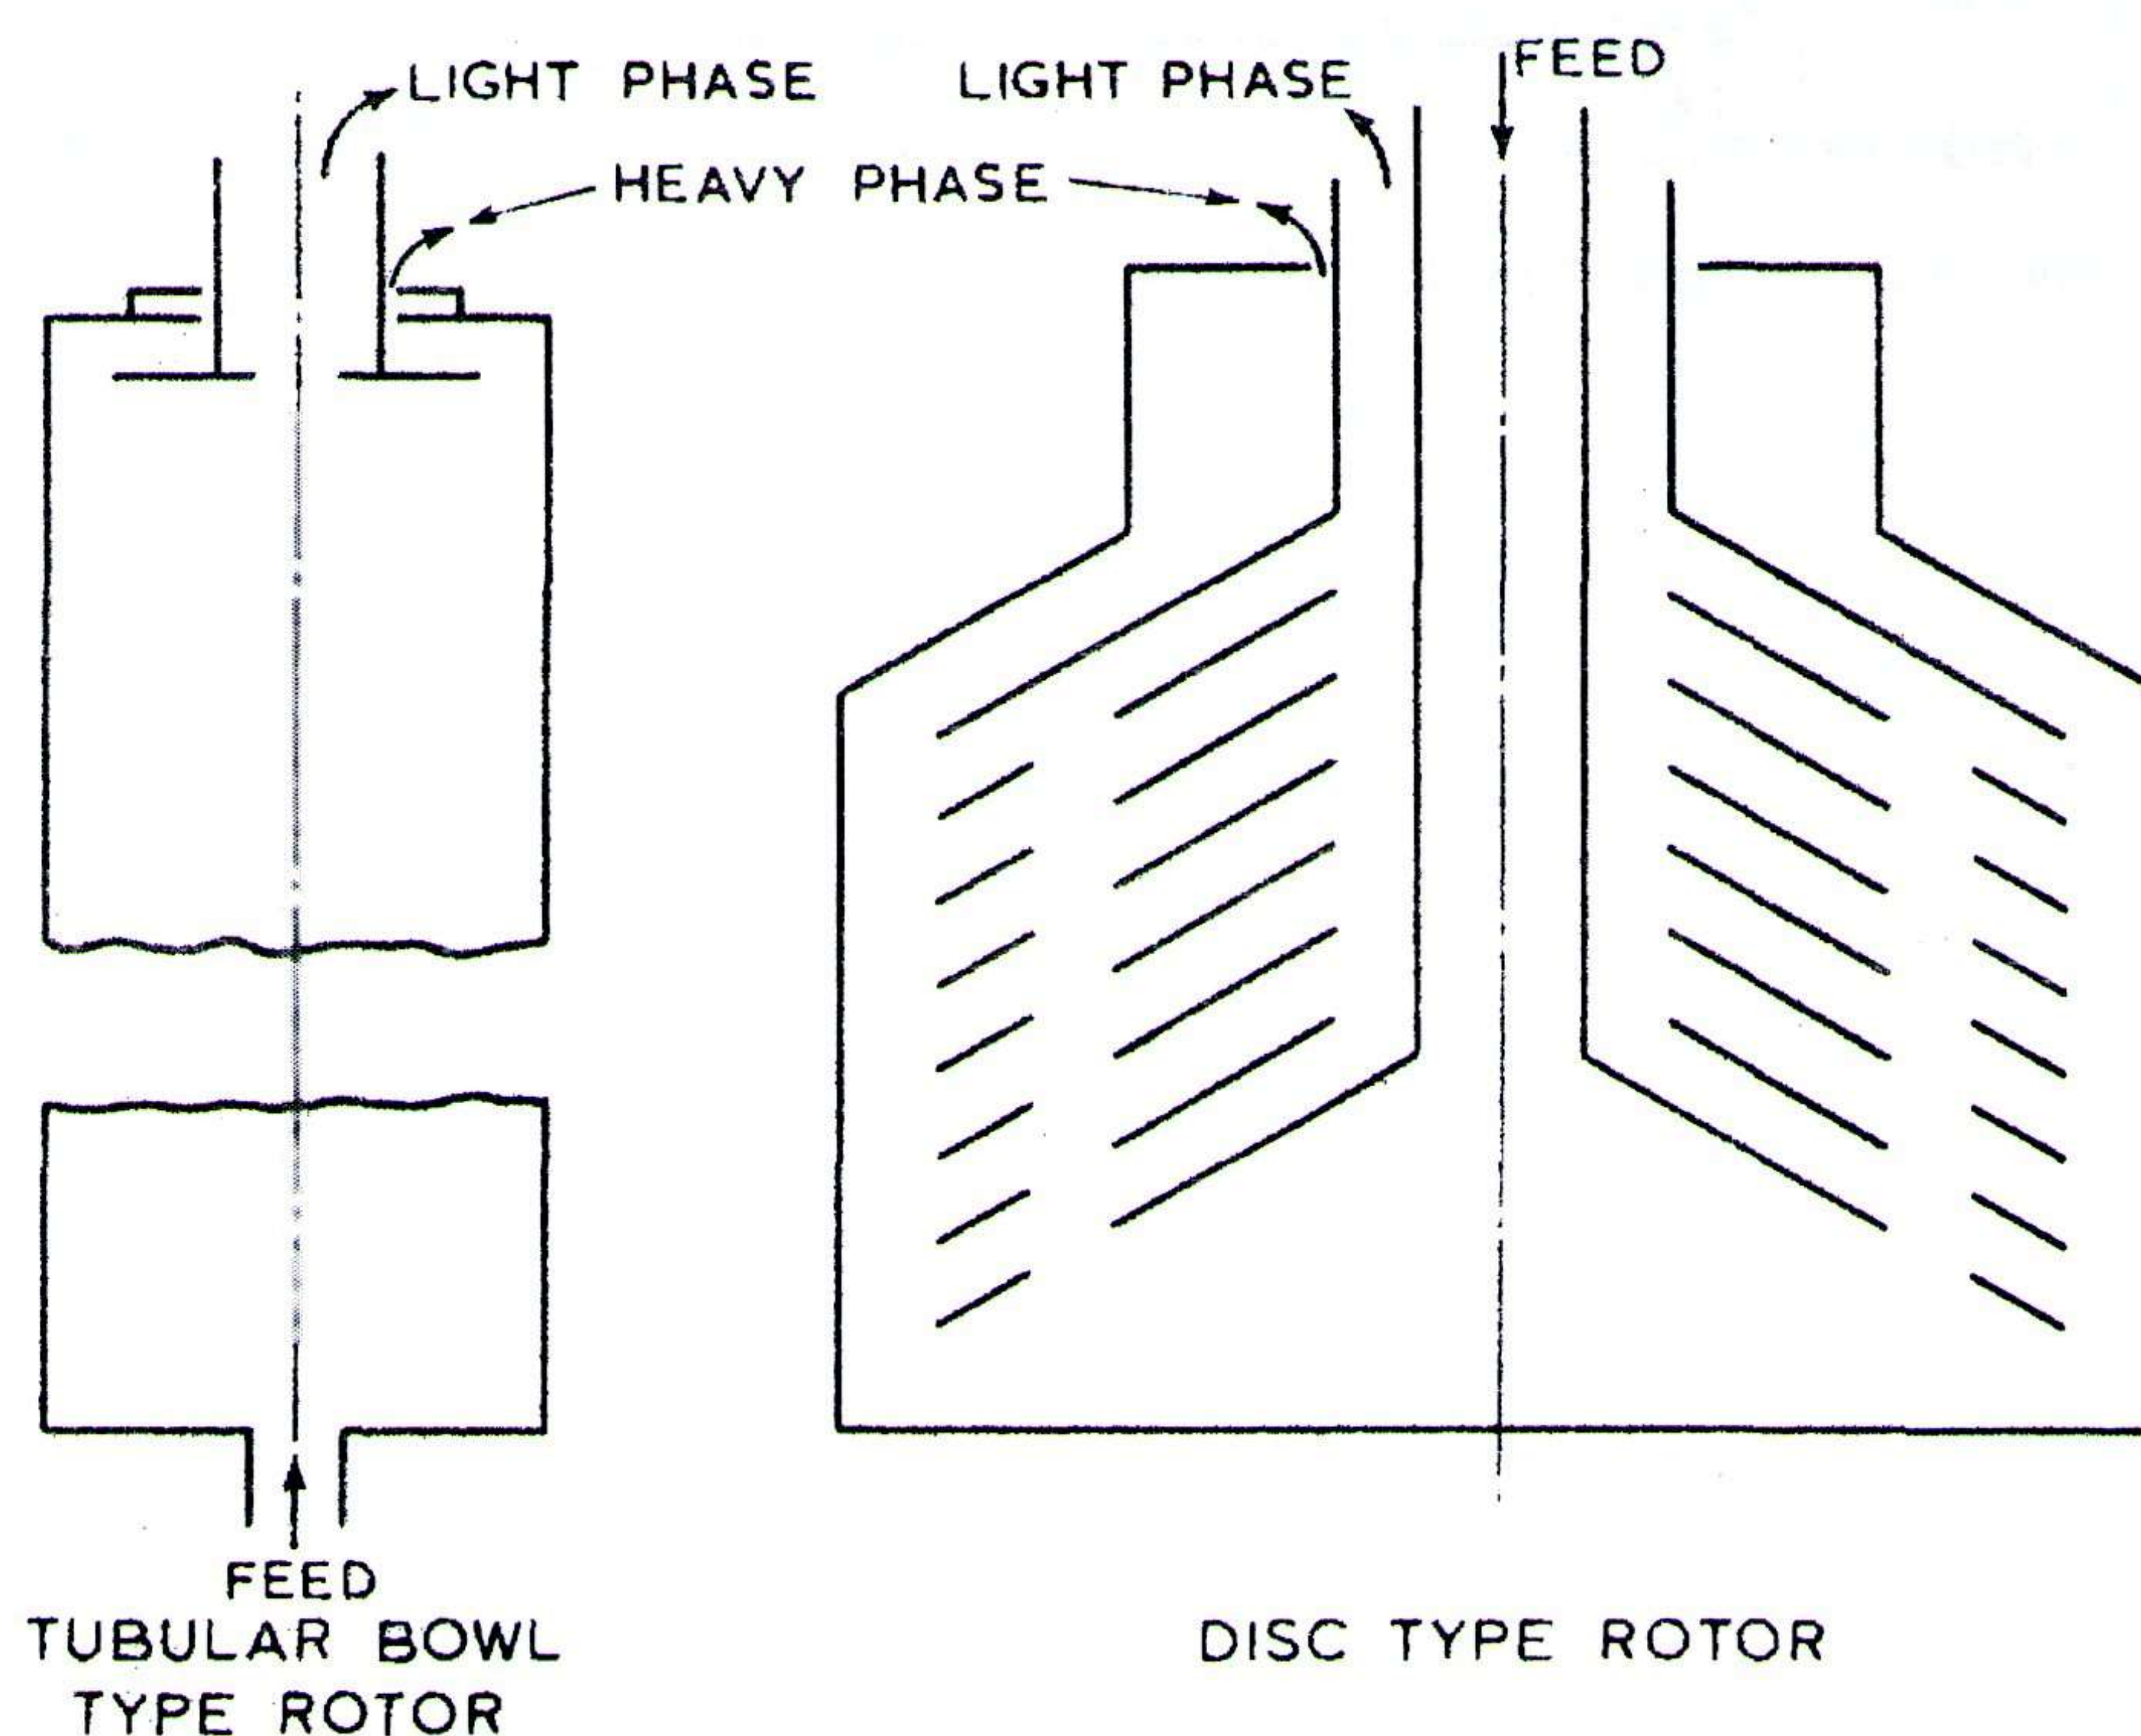 LIGHT PHASE
LIGHT PHASE
FEED
HEAVY PHASE
FEED
TUBULAR BOWL
TYPE ROTOR
DISC TYPE ROTOR